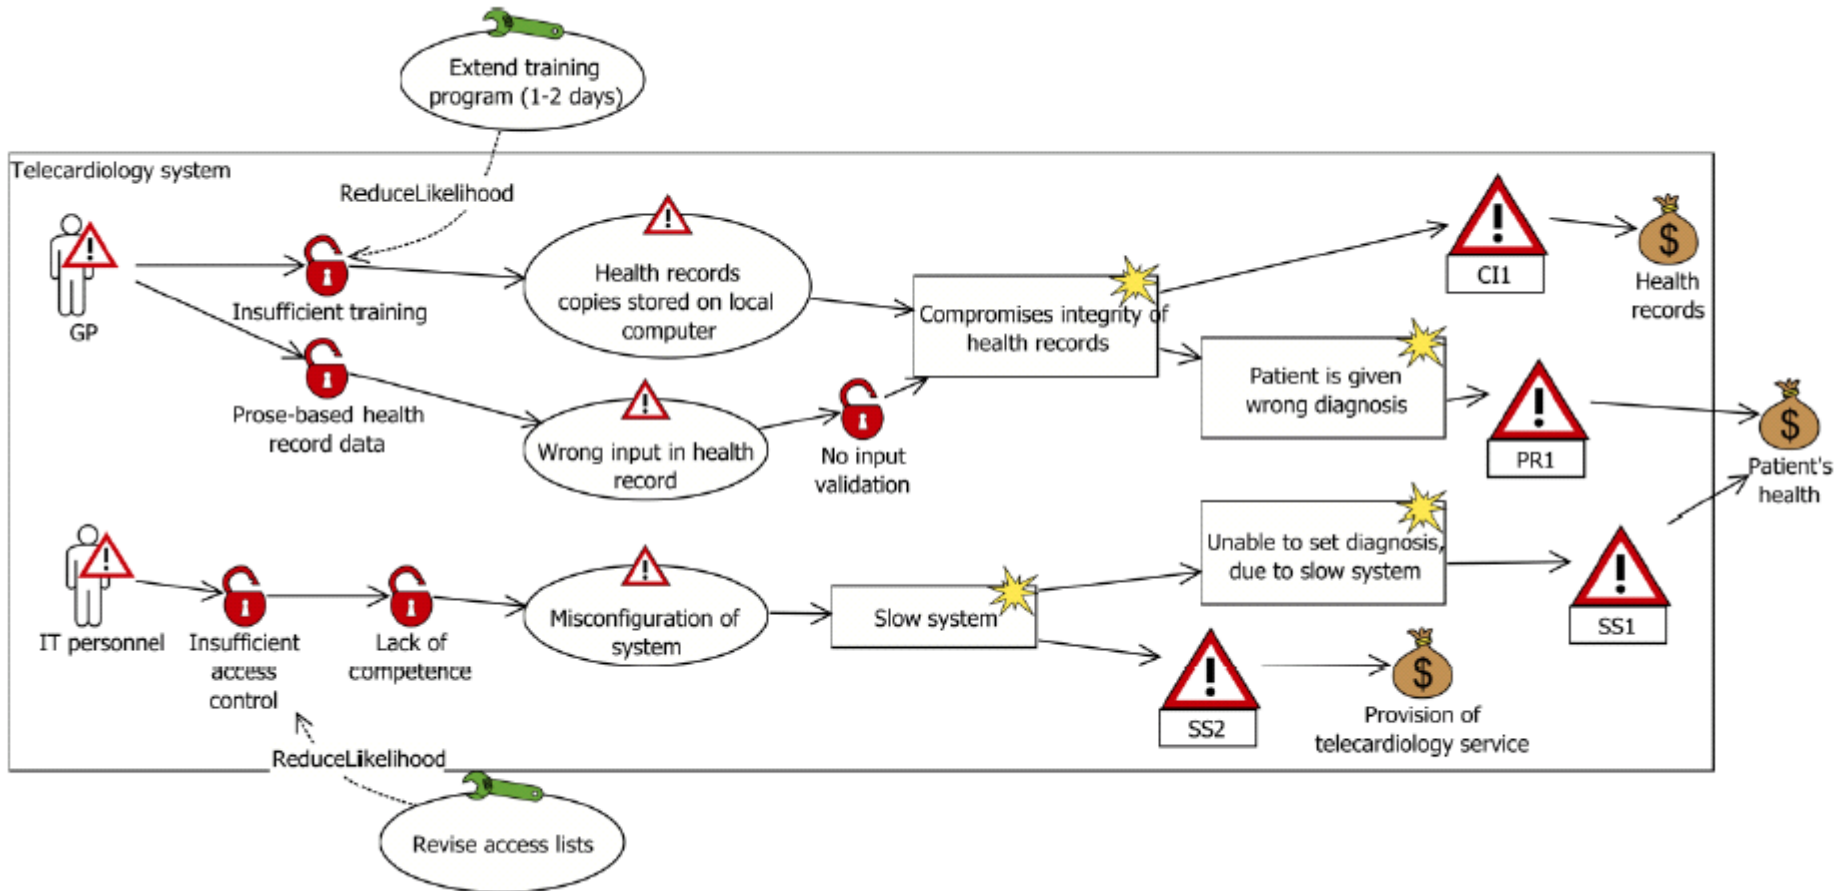 Extend training
program (1-2 days)
Telecardiology system
ReduceLikelihood
GP
Insufficient training
Health records
copies stored on local
computer
Compromises integrity of
health records
CI1
Health
records
Prose-based health
record data
Wrong input in health
record
No input
validation
Patient is given
wrong diagnosis
PR1
Patient's
health
IT personnel
Insufficient
access
control
Lack of
competence
Misconfiguration of
system
Slow system
Unable to set diagnosis,
due to slow system
SS1
SS2
Provision of
telecardiology service
ReduceLikelihood
Revise access lists